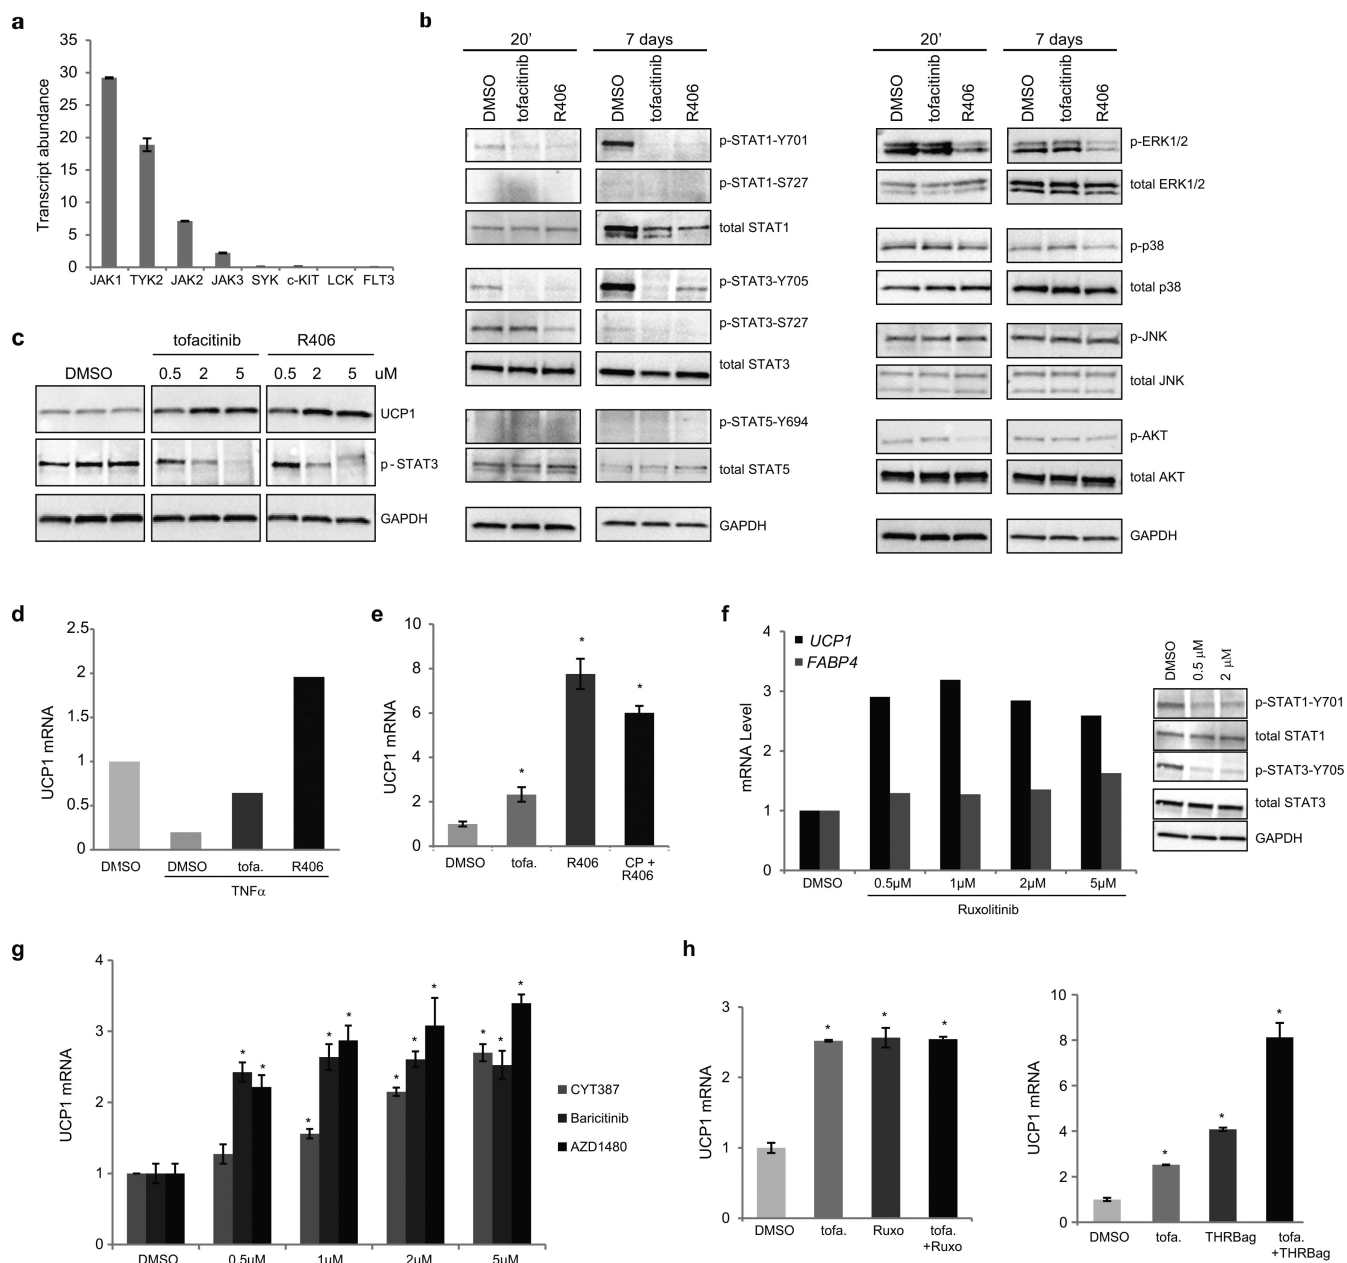 a
Transcript abundance
35
30
25
20
15
10
5
0
JAK1 TYK2 JAK2 JAK3 SYK c-KIT LCK FLT3
b
20' 7 days
DMSO tofacitinib R406 DMSO tofacitinib R406
p-STAT1-Y701
p-STAT1-S727
total STAT1
p-STAT3-Y705
p-STAT3-S727
total STAT3
p-STAT5-Y694
total STAT5
GAPDH
20' 7 days
DMSO tofacitinib R406 DMSO tofacitinib R406
p-ERK1/2
total ERK1/2
p-p38
total p38
p-JNK
total JNK
p-AKT
total AKT
GAPDH
c
tofacitinib R406
DMSO 0.5 2 5 0.5 2 5 uM
UCP1
p-STAT3
GAPDH
d
UCP1 mRNA
2.5
2
1.5
1
0.5
0
DMSO DMSO tofa. R406
TNFα
e
UCP1 mRNA
10
8
6
4
2
0
* * *
DMSO tofa. R406 CP +
R406
f
mRNA Level
4
3
2
1
0
UCP1
FABP4
DMSO 0.5µM 1µM 2µM 5µM
Ruxolitinib
DMSO 0.5 µM 2 µM
p-STAT1-Y701
total STAT1
p-STAT3-Y705
total STAT3
GAPDH
g
UCP1 mRNA
4
3
2
1
0
* * * * * * * * * * *
CYT387
Baricitinib
AZD1480
DMSO 0.5uM 1uM 2uM 5uM
h
UCP1 mRNA
3
2
1
0
* * *
DMSO tofa. Ruxo tofa.
+Ruxo
UCP1 mRNA
10
8
6
4
2
0
* * *
DMSO tofa. THRBag tofa.
+THRBag